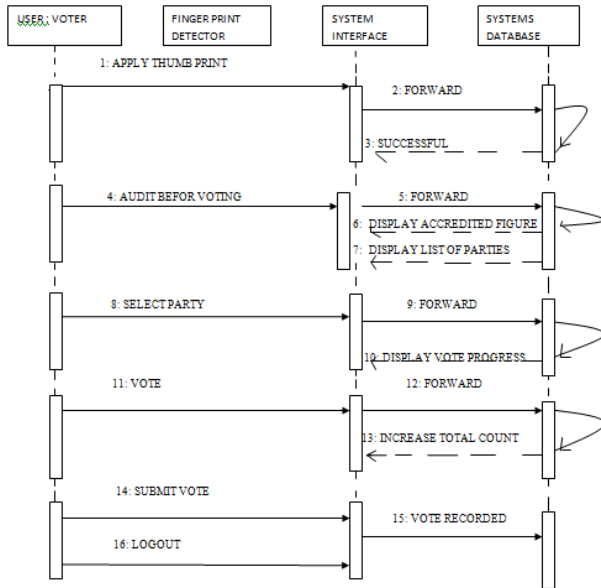 USER : VOTER
FINGER PRINT
DETECTOR
SYSTEM
INTERFACE
SYSTEMS
DATABASE
1: APPLY THUMB PRINT
2: FORWARD
3: SUCCESSFUL
4: AUDIT BEFOR VOTING
5: FORWARD
6: DISPLAY ACCREDITED FIGURE
7: DISPLAY LIST OF PARTIES
8: SELECT PARTY
9: FORWARD
10: DISPLAY VOTE PROGRESS
11: VOTE
12: FORWARD
13: INCREASE TOTAL COUNT
14: SUBMIT VOTE
15: VOTE RECORDED
16: LOGOUT